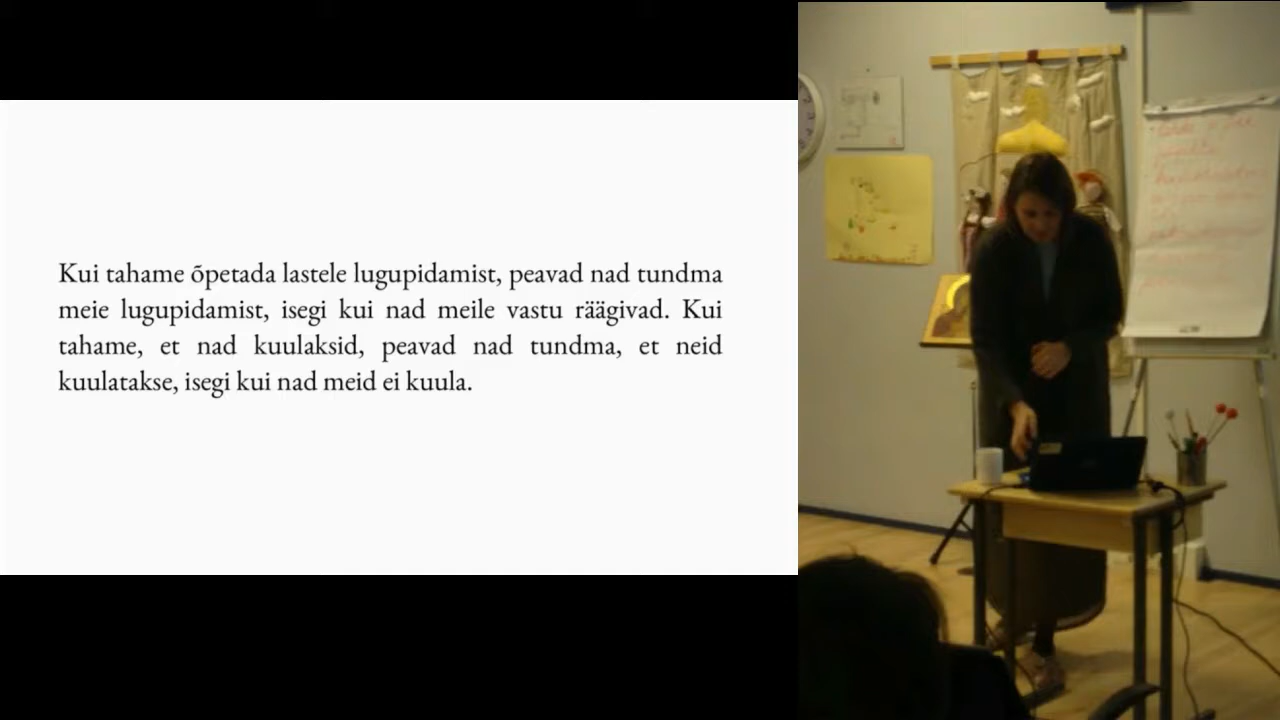 Kui tahame õpetada lastele lugupidamist, peavad nad tundma
meie lugupidamist, isegi kui nad meile vastu räägivad. Kui
tahame, et nad kuulaksid, peavad nad tundma, et neid
kuulatakse, isegi kui nad meid ei kuula.